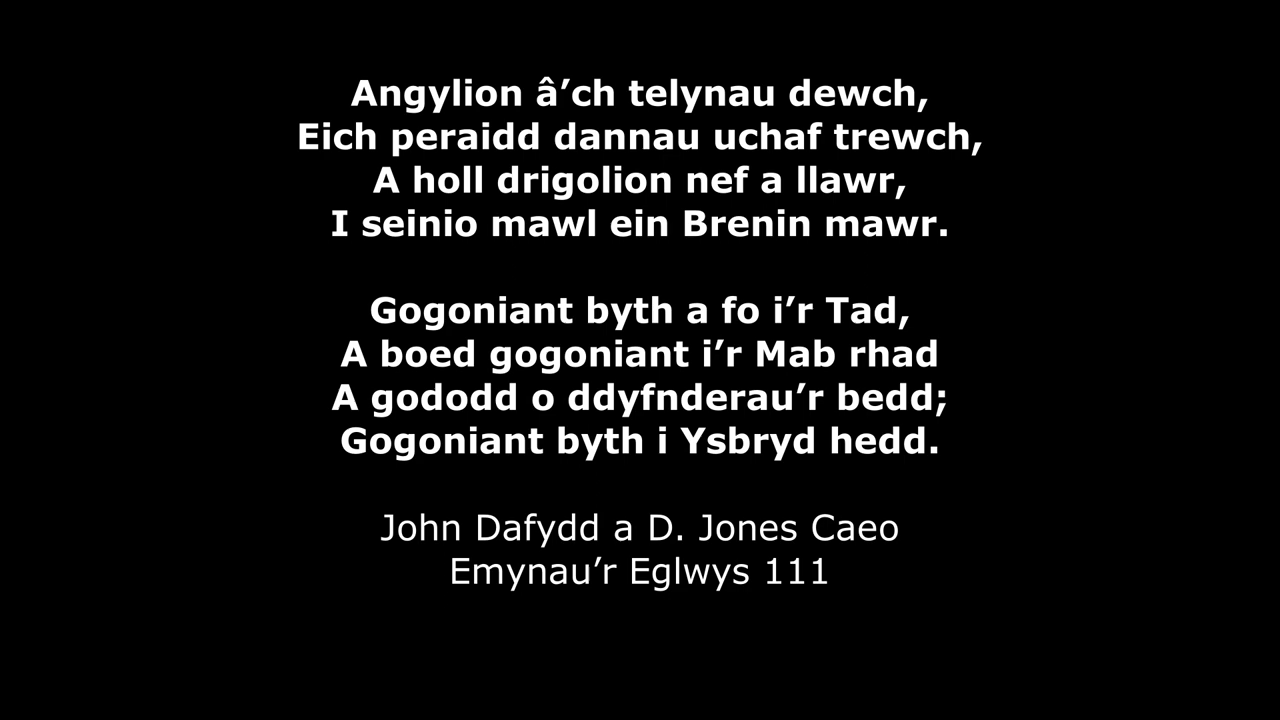 Angylion â’ch telynau dewch,
Eich peraidd dannau uchaf trewch,
A holl drigolion nef a llawr,
I seinio mawl ein Brenin mawr.
Gogoniant byth a fo i’r Tad,
A boed gogoniant i’r Mab rhad
A gododd o ddyfnderau’r bedd;
Gogoniant byth i Ysbryd hedd.
John Dafydd a D. Jones Caeo
Emynau’r Eglwys 111